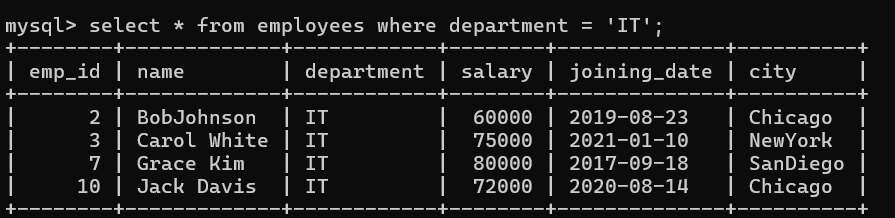 mysql> select * from employees where department = 'IT';
+--------+-------------+------------+--------+--------------+----------+
| emp_id | name        | department | salary | joining_date | city     |
+--------+-------------+------------+--------+--------------+----------+
|      2 | BobJohnson  | IT         |  60000 | 2019-08-23   | Chicago  |
|      3 | Carol White | IT         |  75000 | 2021-01-10   | NewYork  |
|      7 | Grace Kim   | IT         |  80000 | 2017-09-18   | SanDiego |
|     10 | Jack Davis  | IT         |  72000 | 2020-08-14   | Chicago  |
+--------+-------------+------------+--------+--------------+----------+